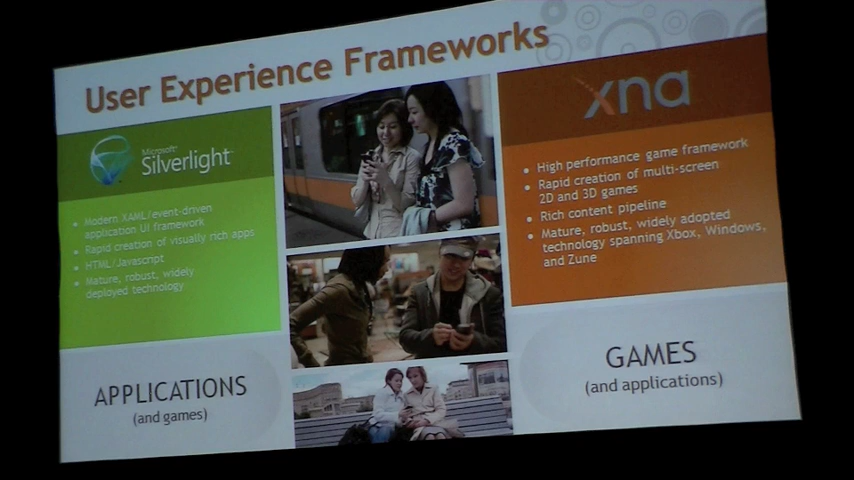 User Experience Frameworks
Microsoft®
Silverlight™
• Modern XAML/event-driven
application UI framework
• Rapid creation of visually rich apps
• HTML/Javascript
• Mature, robust, widely
deployed technology
APPLICATIONS
(and games)
xna
• High performance game framework
• Rapid creation of multi-screen
2D and 3D games
• Rich content pipeline
• Mature, robust, widely adopted
technology spanning Xbox, Windows,
and Zune
GAMES
(and applications)